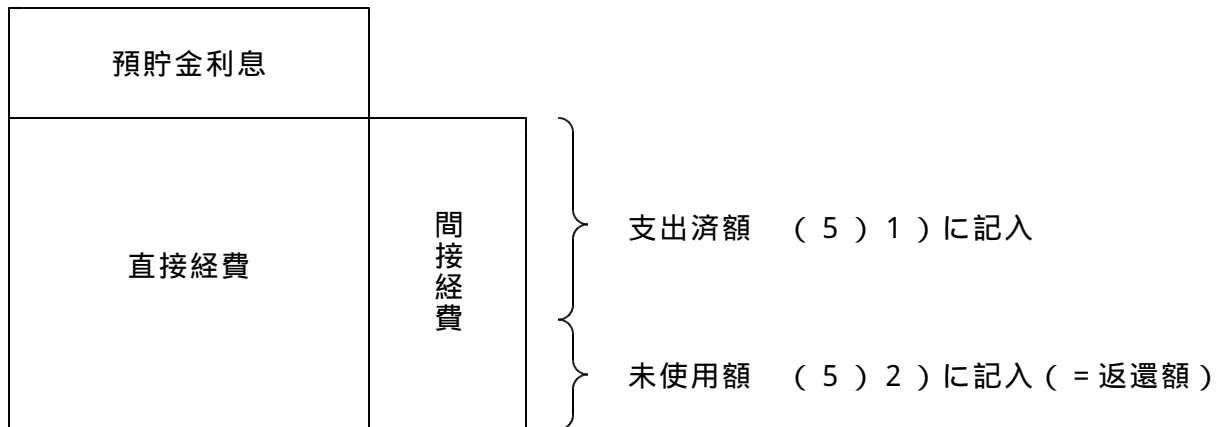 預貯金利息
直接経費
間接経費
支出済額 (5)1)に記入
未使用額 (5)2)に記入(=返還額)